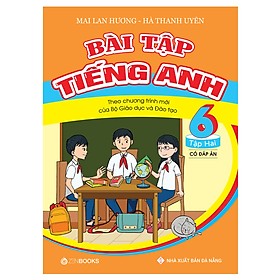 MAI LAN HƯƠNG - HÀ THANH UYÊN
BÀI TẬP
TIẾNG ANH
Theo chương trình mới
của Bộ Giáo dục và Đào tạo
6
Tập Hai
CÓ ĐÁP ÁN
ZENBOOKS
NHÀ XUẤT BẢN ĐÀ NẴNG